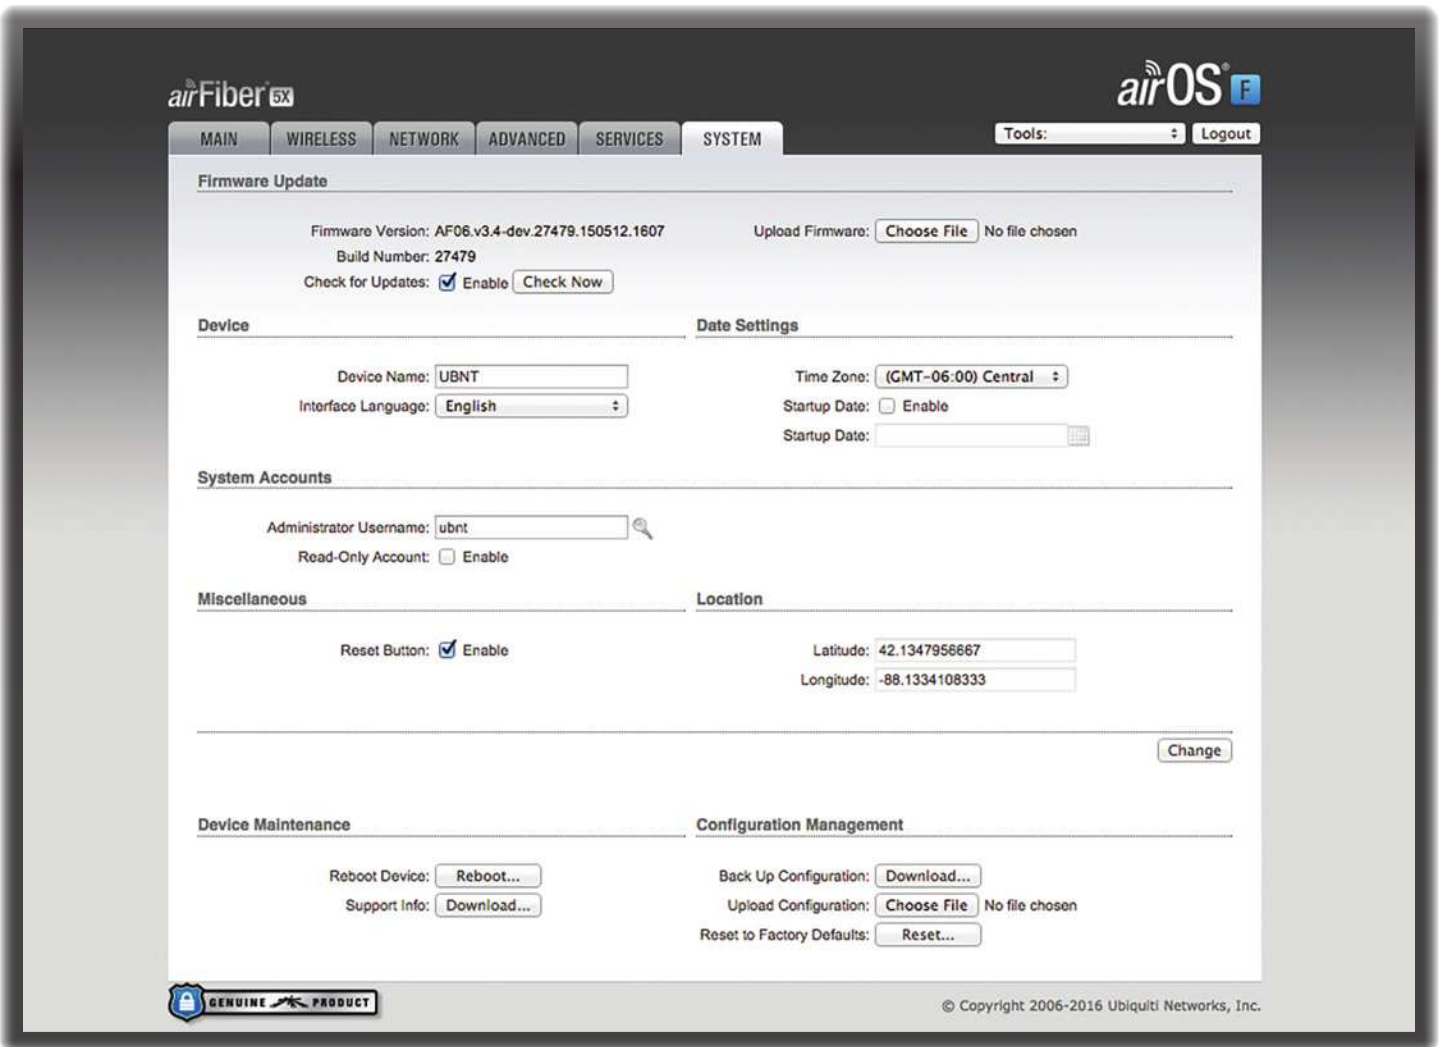 airFiber 5X
airOS® F
MAIN WIRELESS NETWORK ADVANCED SERVICES SYSTEM Tools: Logout
Firmware Update
Firmware Version: AF06.v3.4-dev.27479.150512.1607
Build Number: 27479
Check for Updates: Enable Check Now
Upload Firmware: Choose File No file chosen
Device
Device Name: UBNT
Interface Language: English
Date Settings
Time Zone: (GMT-06:00) Central
Startup Date: Enable
Startup Date:
System Accounts
Administrator Username: ubnt
Read-Only Account: Enable
Miscellaneous
Reset Button: Enable
Location
Latitude: 42.1347956667
Longitude: -88.1334108333
Change
Device Maintenance
Reboot Device: Reboot...
Support Info: Download...
Configuration Management
Back Up Configuration: Download...
Upload Configuration: Choose File No file chosen
Reset to Factory Defaults: Reset...
GENUINE PRODUCT
© Copyright 2006-2016 Ubiquiti Networks, Inc.